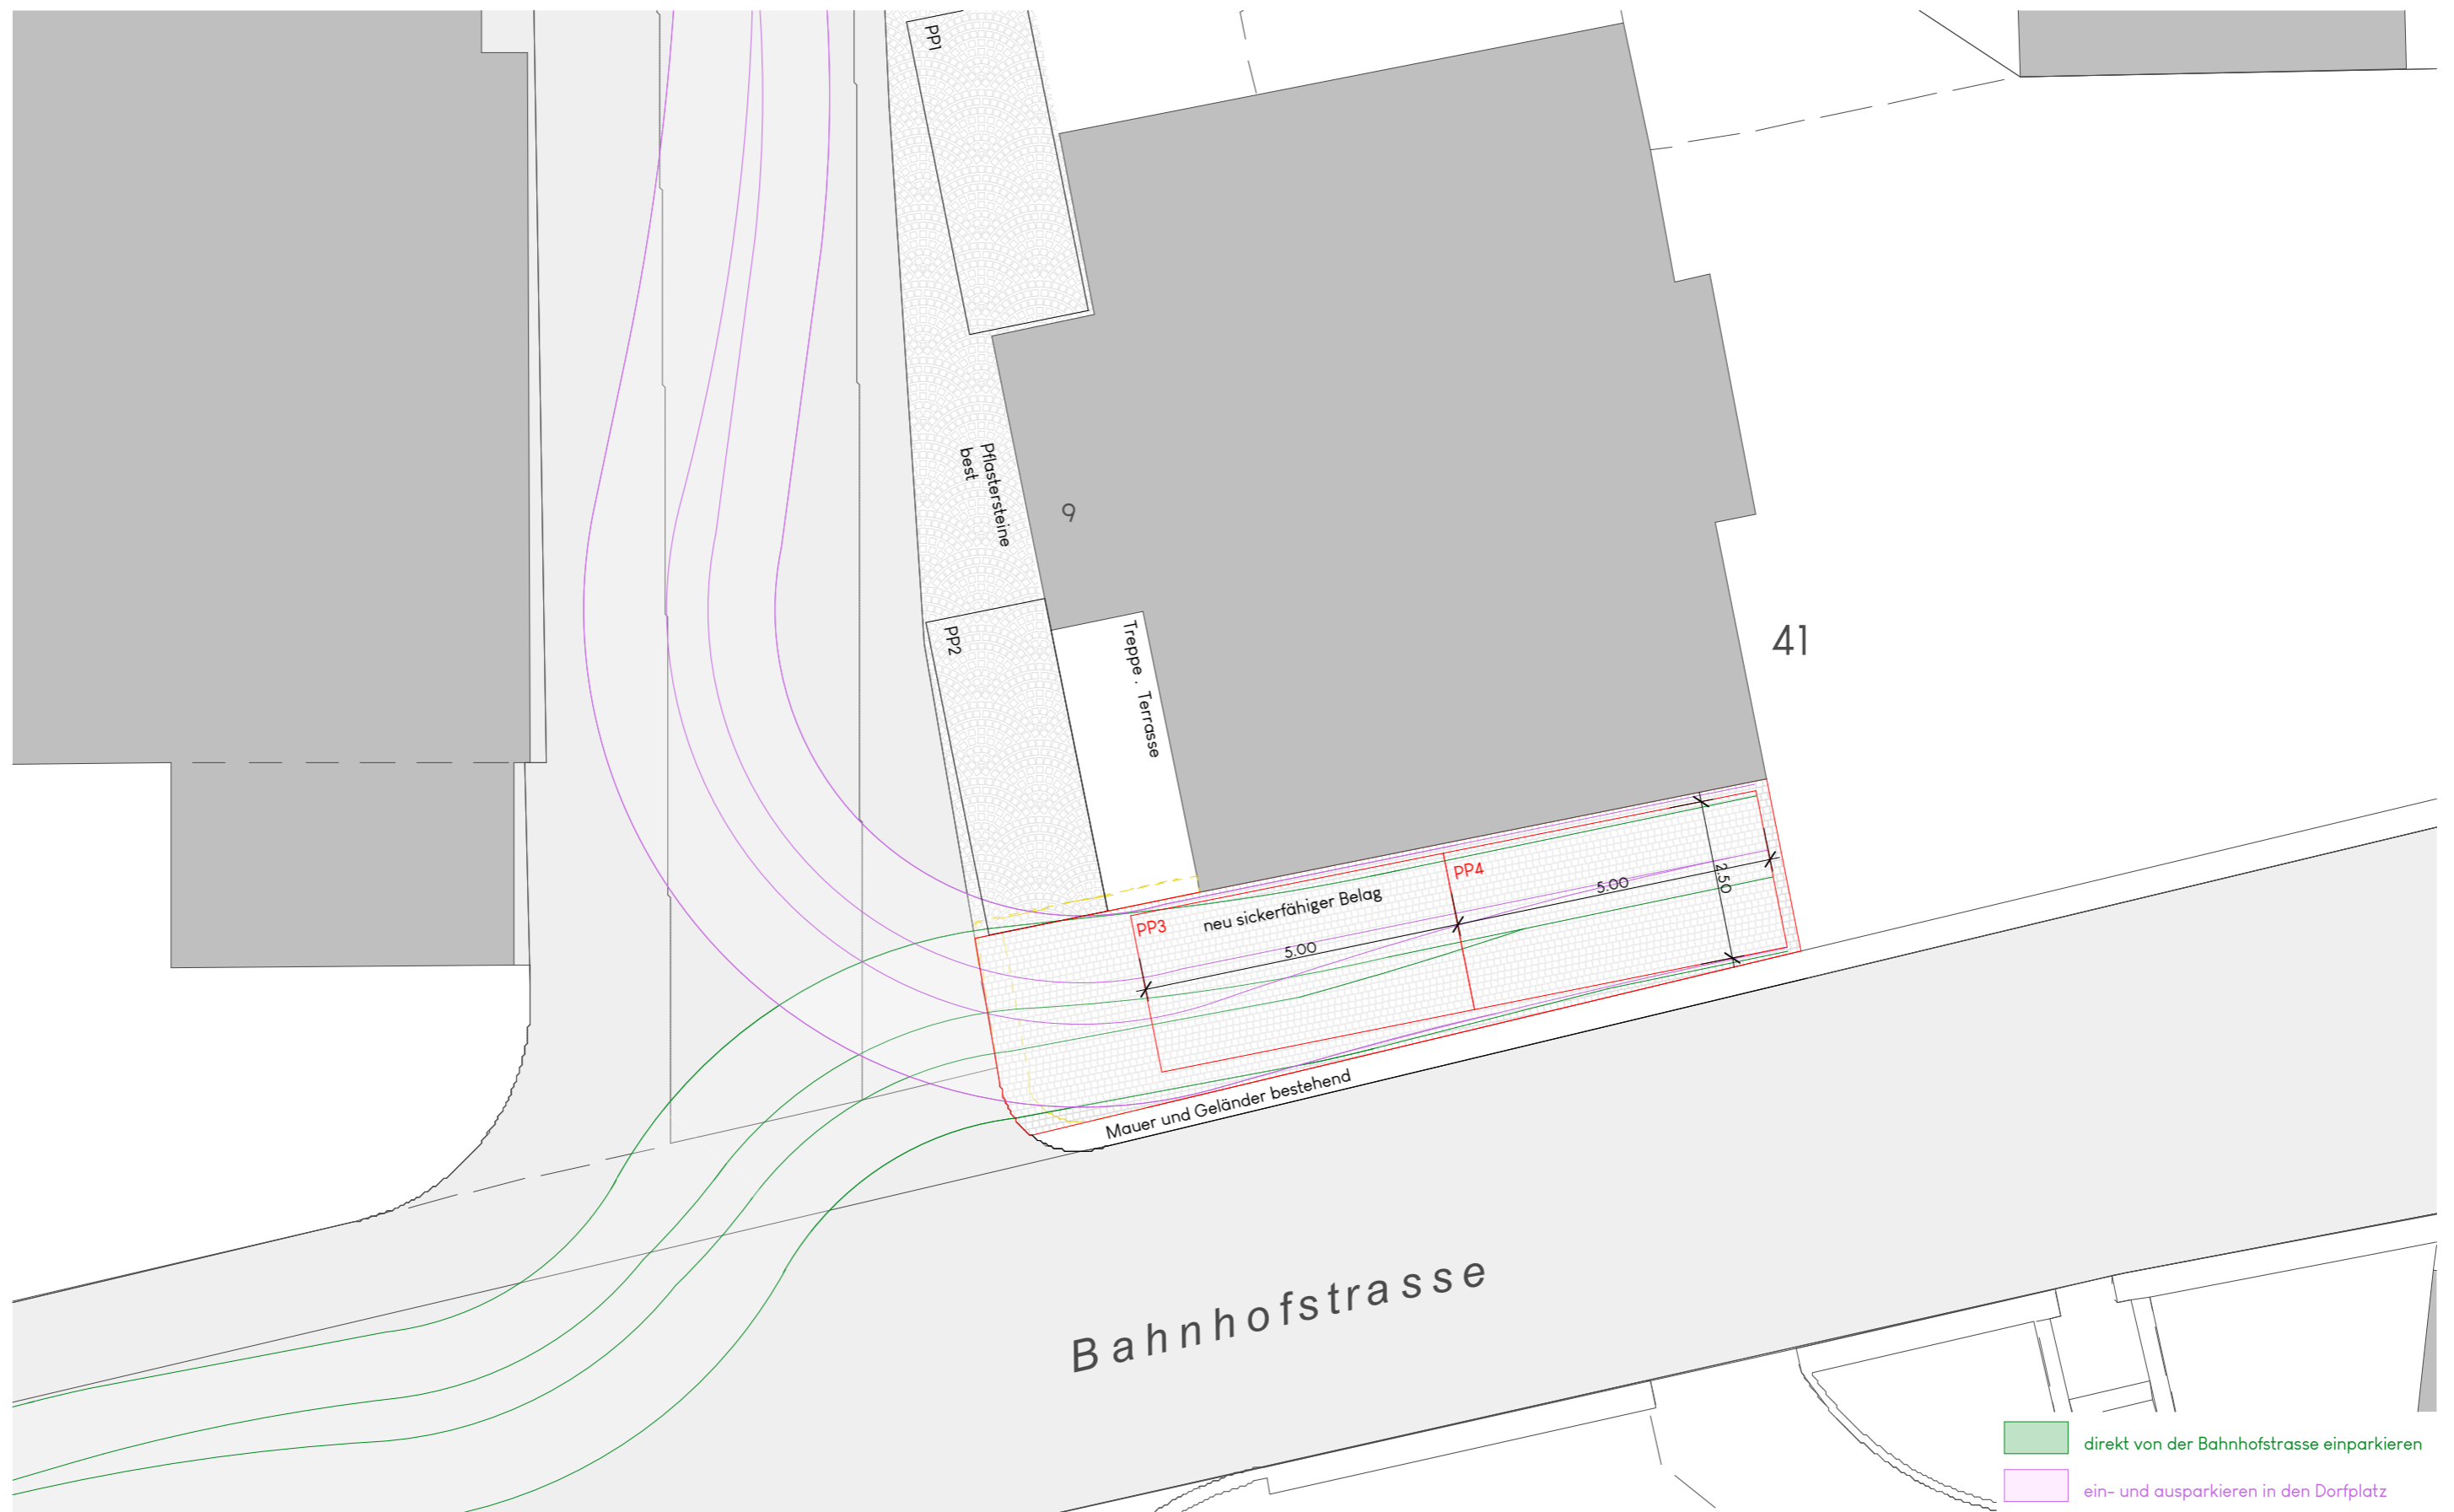 PP1
Pflastersteine
best
9
PP2
Treppe . Terrasse
41
PP4
5.00
2.50
neu sickerfähiger Belag
PP3
5.00
Mauer und Geländer bestehend
Bahnhofstrasse
direkt von der Bahnhofstrasse einparkieren
ein- und ausparkieren in den Dorfplatz